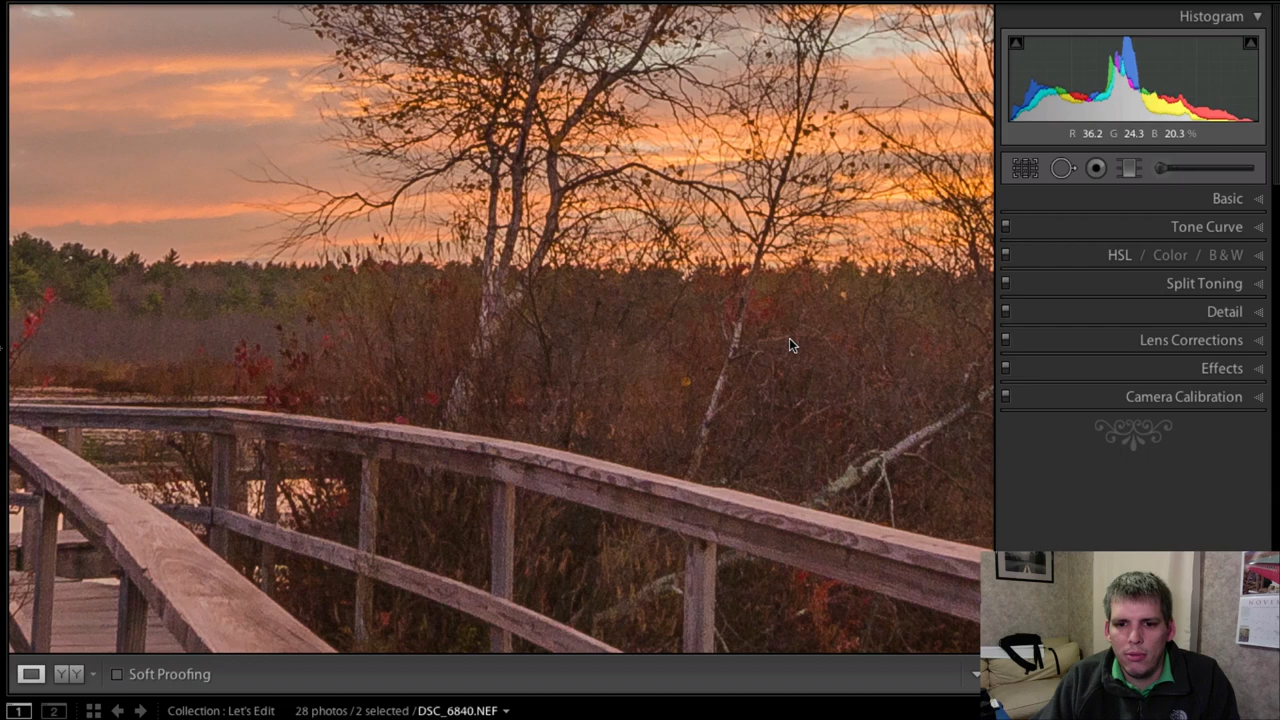 Histogram
R 36.2 G 24.3 B 20.3 %
Basic
Tone Curve
HSL / Color / B & W
Split Toning
Detail
Lens Corrections
Effects
Camera Calibration
Soft Proofing
1 2 Collection : Let's Edit 28 photos / 2 selected / DSC_6840.NEF